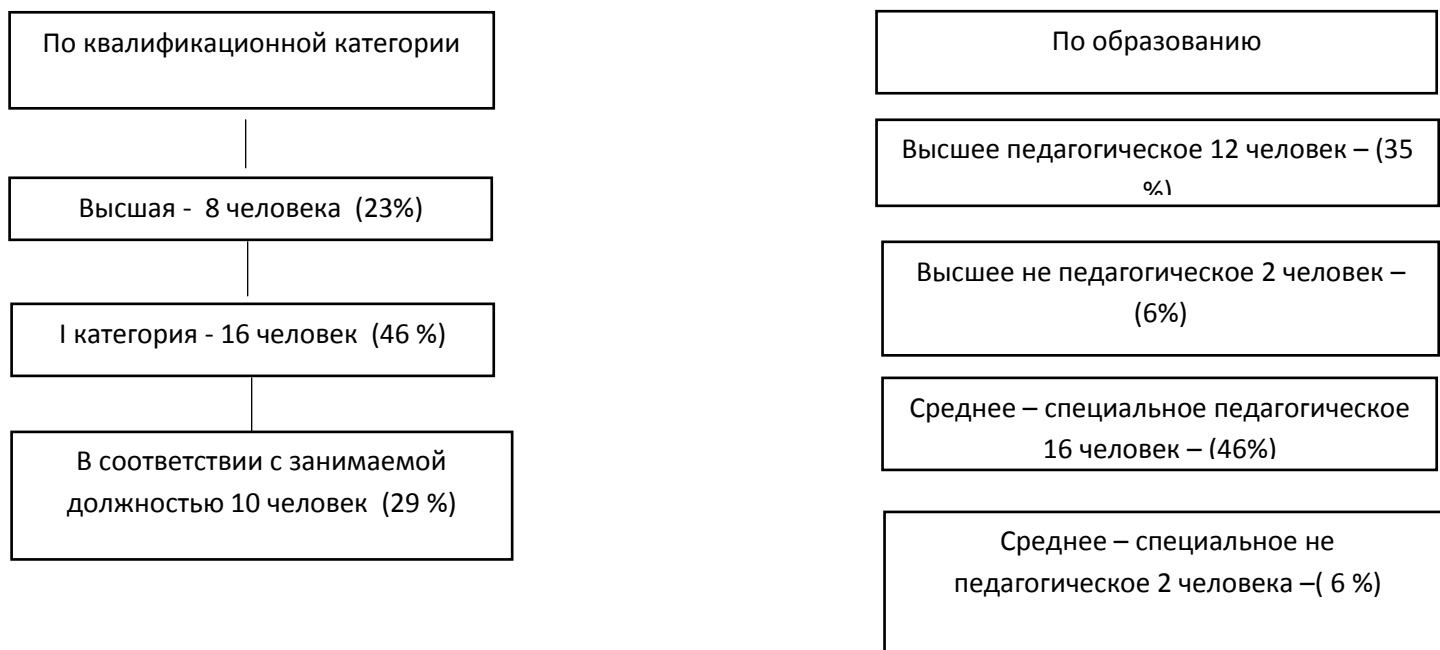 По квалификационной категории
Высшая - 8 человека (23%)
I категория - 16 человек (46 %)
В соответствии с занимаемой
должностью 10 человек (29 %)
По образованию
Высшее педагогическое 12 человек – (35
%)
Высшее не педагогическое 2 человек –
(6%)
Среднее – специальное педагогическое
16 человек – (46%)
Среднее – специальное не
педагогическое 2 человека –( 6 %)